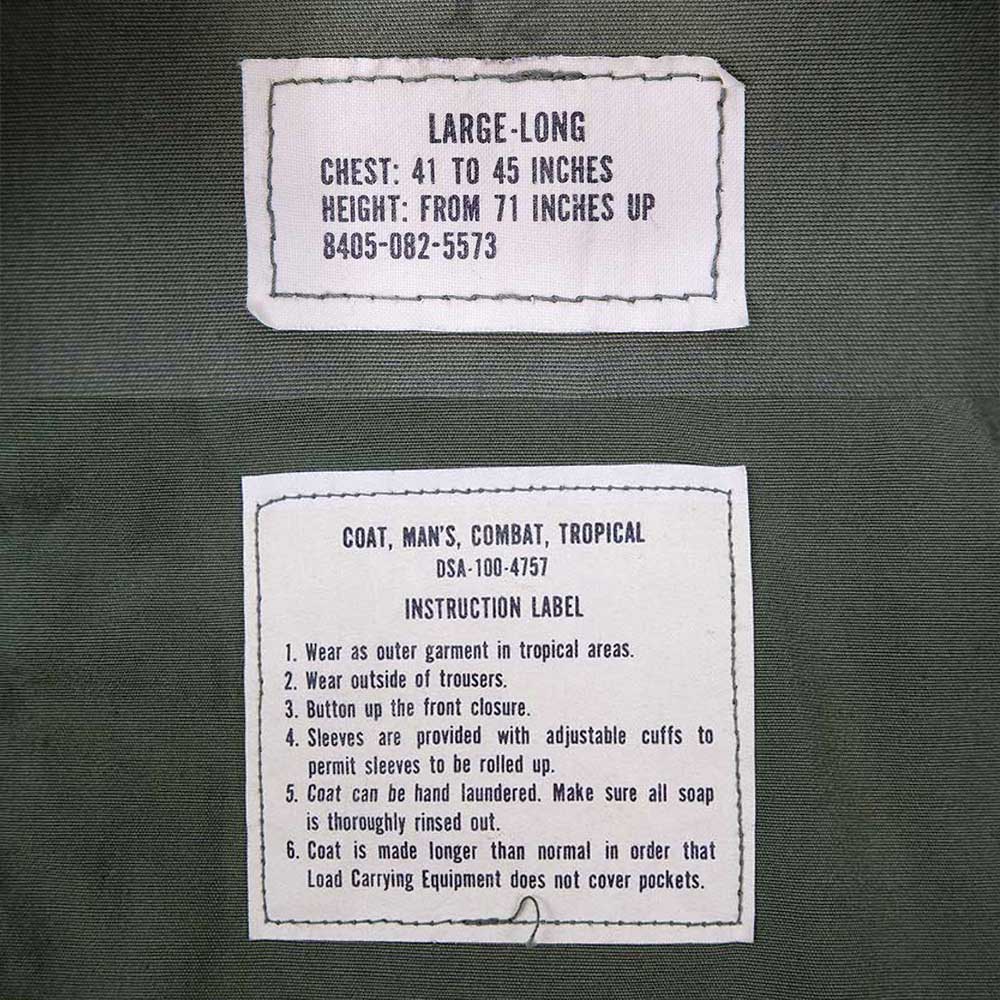 LARGE-LONG
CHEST: 41 TO 45 INCHES
HEIGHT: FROM 71 INCHES UP
8405-082-5573
COAT, MAN'S, COMBAT, TROPICAL
DSA-100-4757
INSTRUCTION LABEL
1. Wear as outer garment in tropical areas.
2. Wear outside of trousers.
3. Button up the front closure.
4. Sleeves are provided with adjustable cuffs to
permit sleeves to be rolled up.
5. Coat can be hand laundered. Make sure all soap
is thoroughly rinsed out.
6. Coat is made longer than normal in order that
Load Carrying Equipment does not cover pockets.